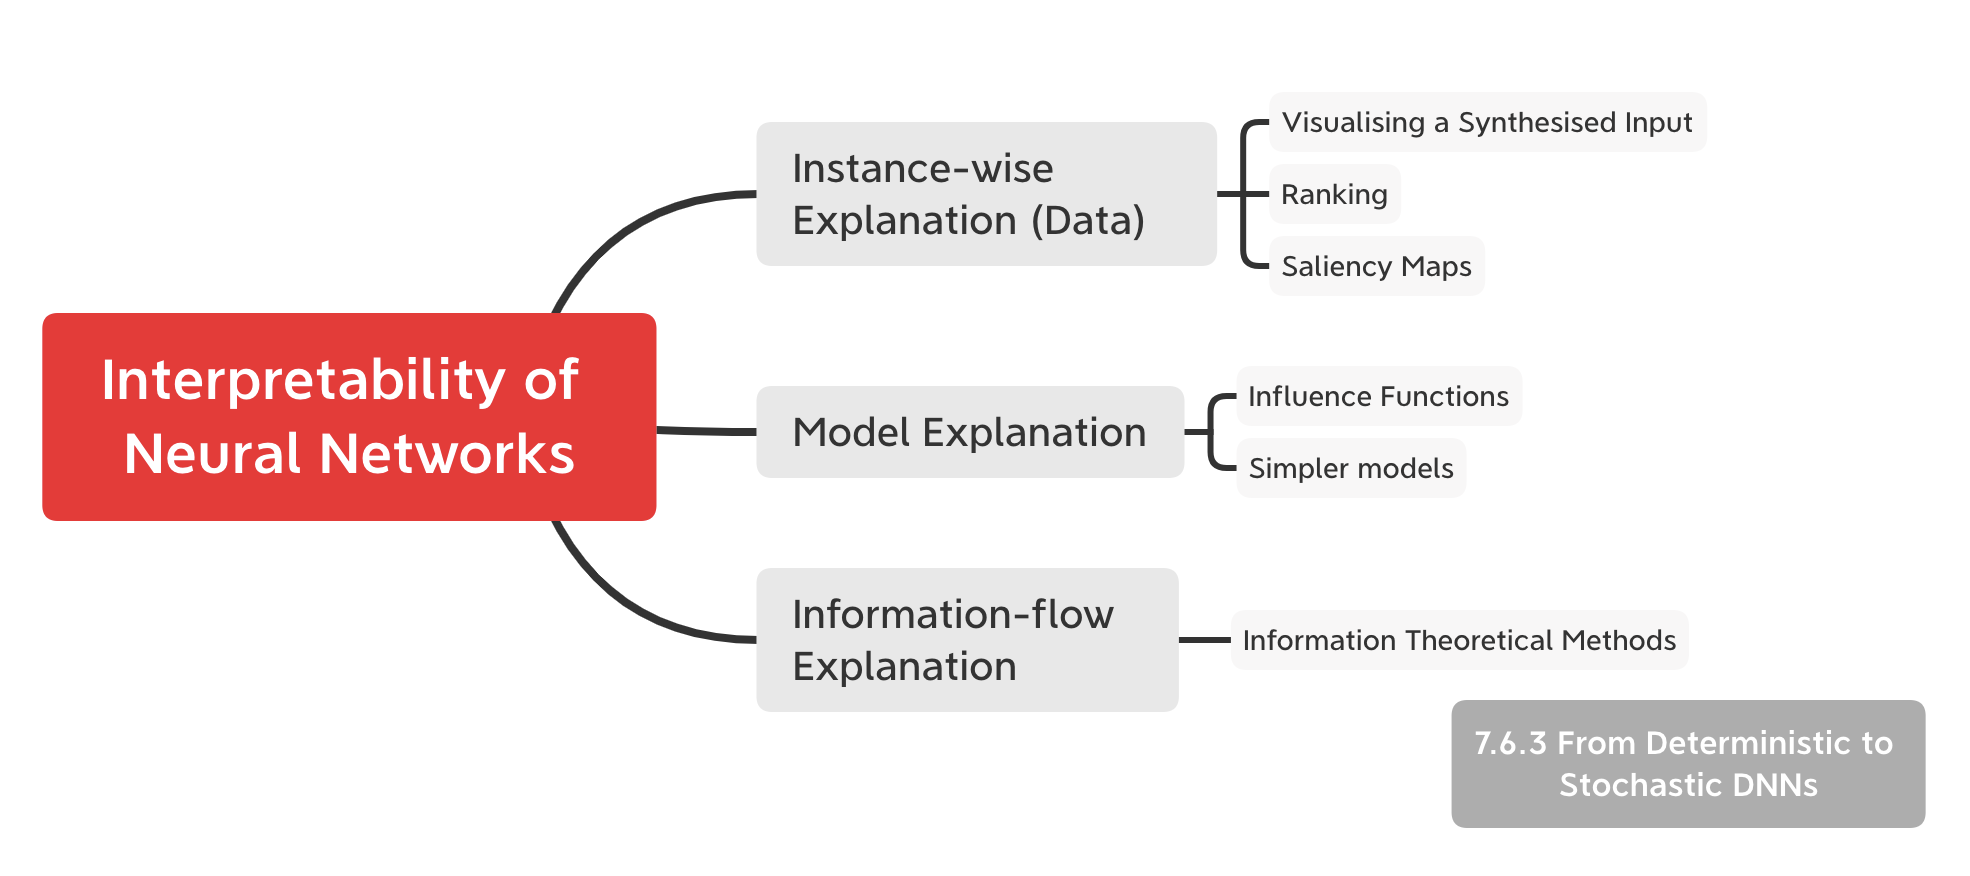 Interpretability of
Neural Networks
Instance-wise
Explanation (Data)
Visualising a Synthesised Input
Ranking
Saliency Maps
Model Explanation
Influence Functions
Simpler models
Information-flow
Explanation
Information Theoretical Methods
7.6.3 From Deterministic to
Stochastic DNNs